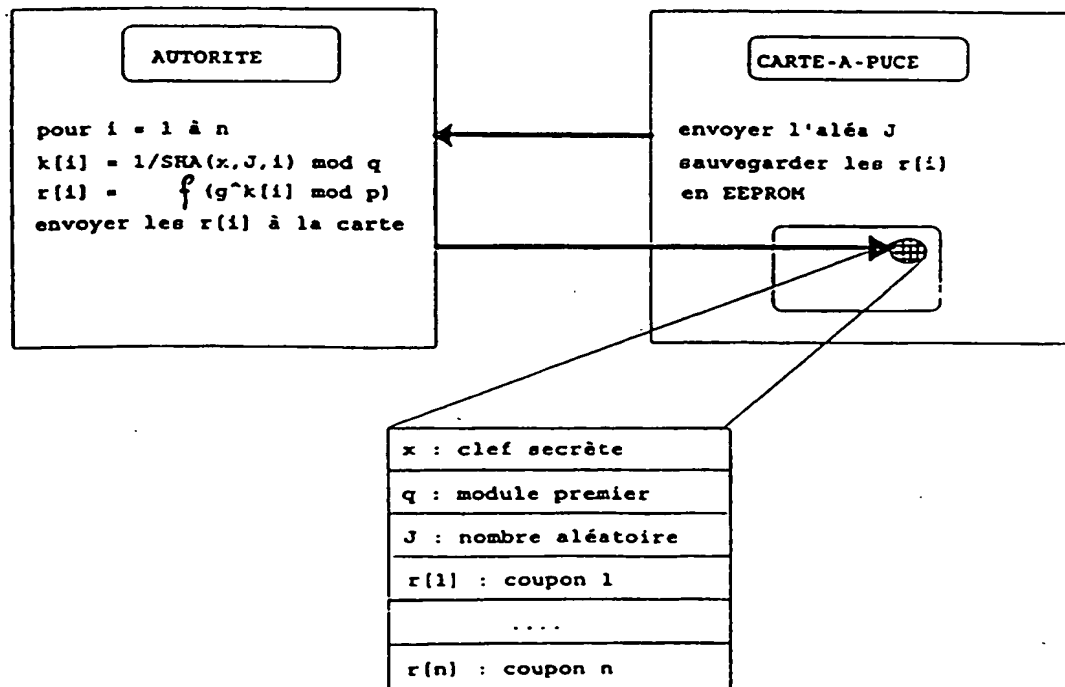 AUTORITE
pour i = 1 à n
k[i] = 1/SHA(x,J,i) mod q
r[i] = f (g^k[i] mod p)
envoyer les r[i] à la carte
CARTE-A-PUCE
envoyer l'aléa J
sauvegarder les r[i]
en EEPROM
x : clef secrète
q : module premier
J : nombre aléatoire
r[1] : coupon 1
....
r[n] : coupon n